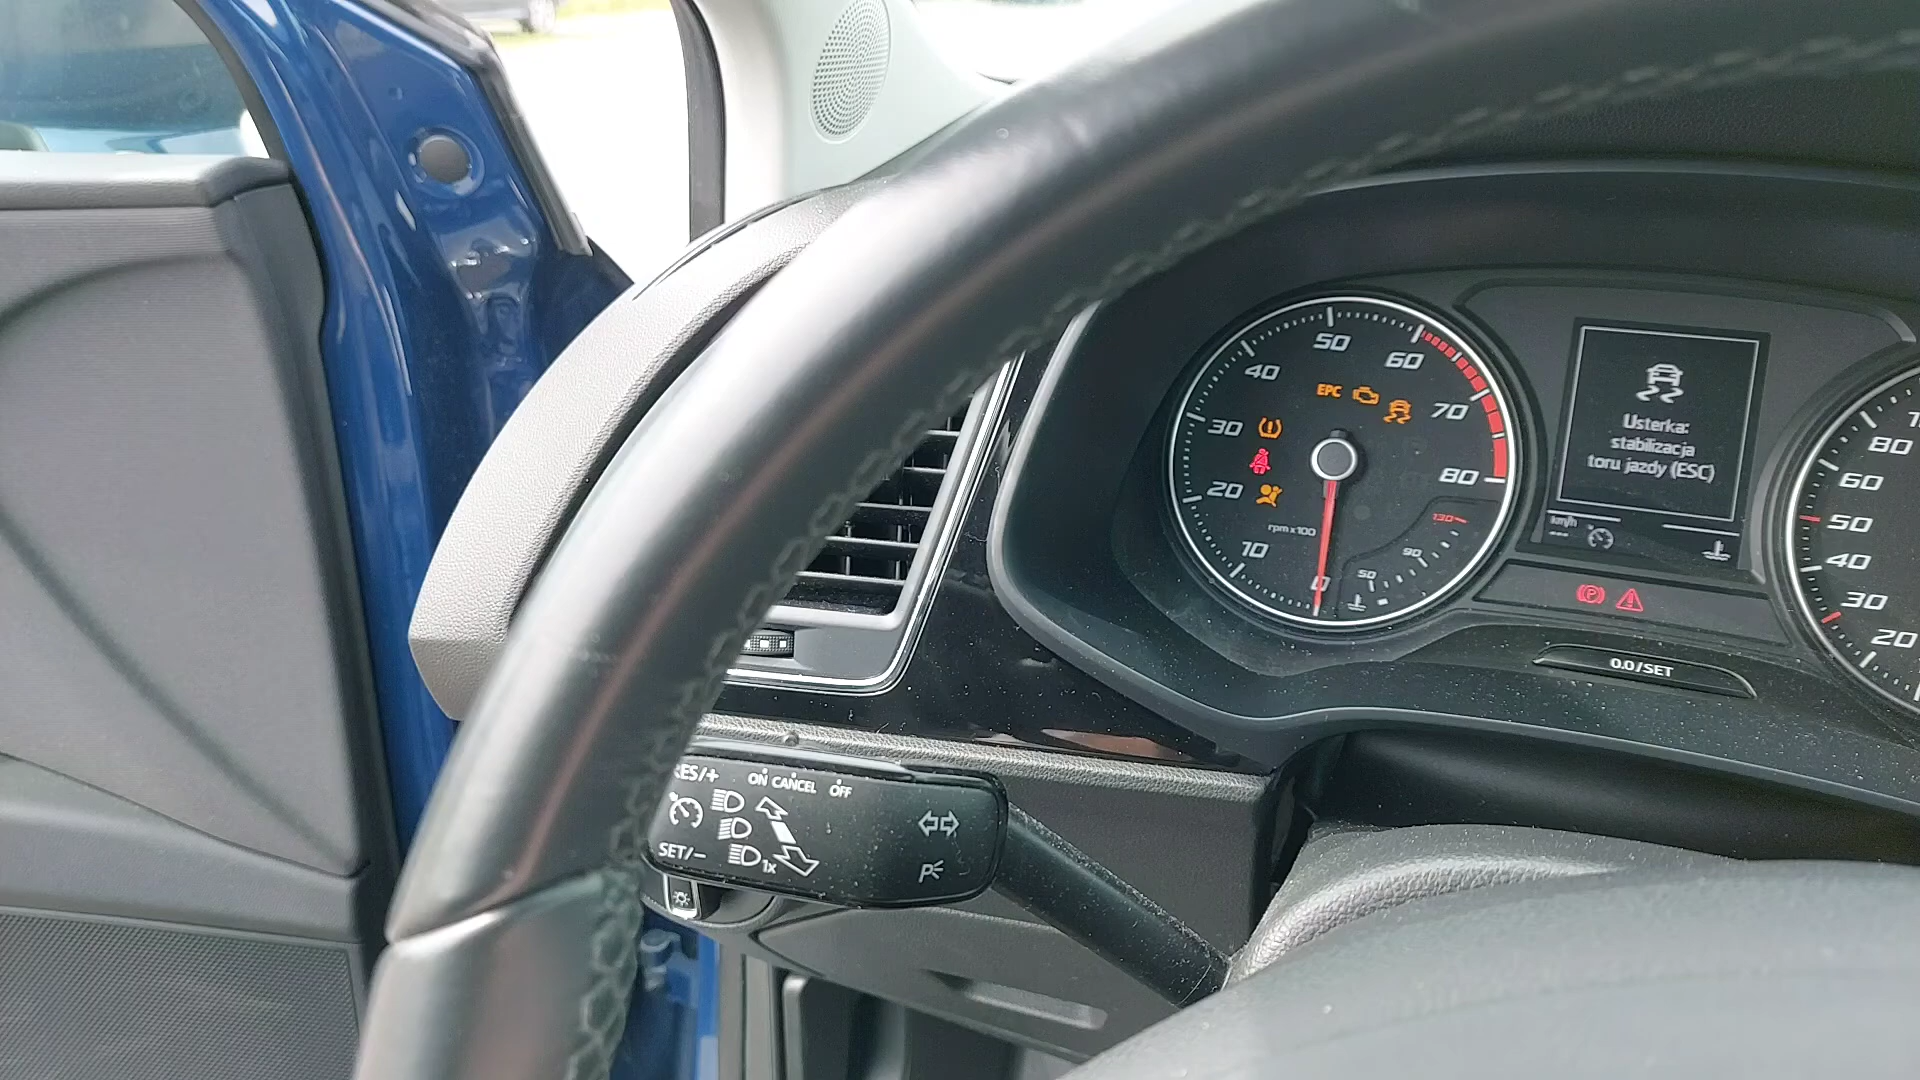 50
60
40
EPC
70
30
80
20
rpm x100
130
10
90
50
0
Usterka:
stabilizacja
toru jazdy (ESC)
km/h
---
P
0.0/SET
80
60
50
40
30
20
RES/+
ON CANCEL OFF
SET/–
1x
P